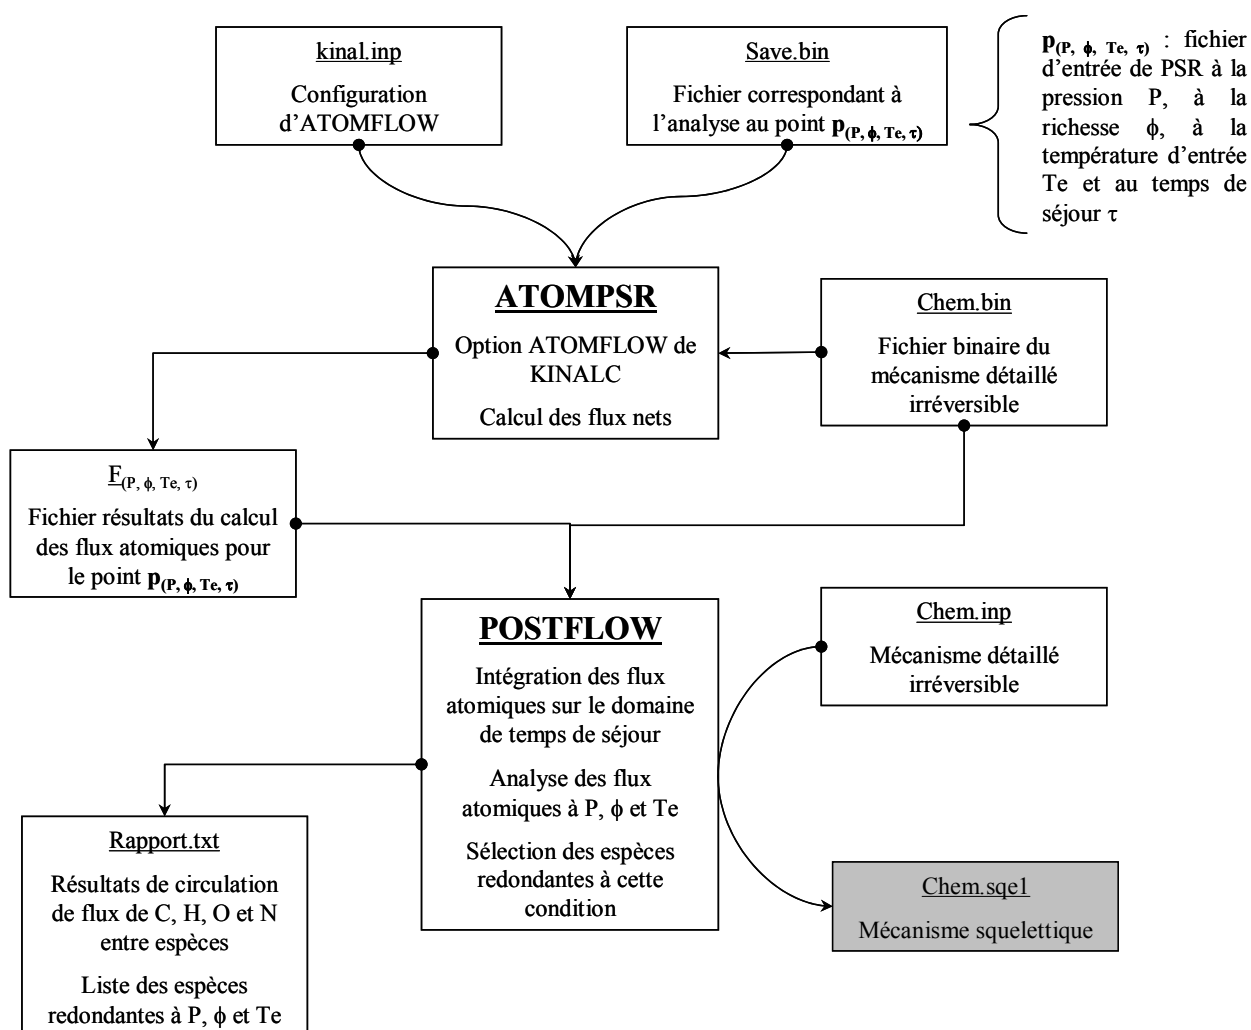 kinal.inp
Configuration
d'ATOMFLOW
Save.bin
Fichier correspondant à
l'analyse au point p(P, ϕ, Te, τ)
p(P, ϕ, Te, τ) : fichier
d'entrée de PSR à la
pression P, à la
richesse ϕ, à la
température d'entrée
Te et au temps de
séjour τ
ATOMPSR
Option ATOMFLOW de
KINALC
Calcul des flux nets
Chem.bin
Fichier binaire du
mécanisme détaillé
irréversible
F(P, ϕ, Te, τ)
Fichier résultats du calcul
des flux atomiques pour
le point p(P, ϕ, Te, τ)
POSTFLOW
Intégration des flux
atomiques sur le domaine
de temps de séjour
Analyse des flux
atomiques à P, ϕ et Te
Sélection des espèces
redondantes à cette
condition
Chem.inp
Mécanisme détaillé
irréversible
Rapport.txt
Résultats de circulation
de flux de C, H, O et N
entre espèces
Liste des espèces
redondantes à P, ϕ et Te
Chem.sqe1
Mécanisme squelettique